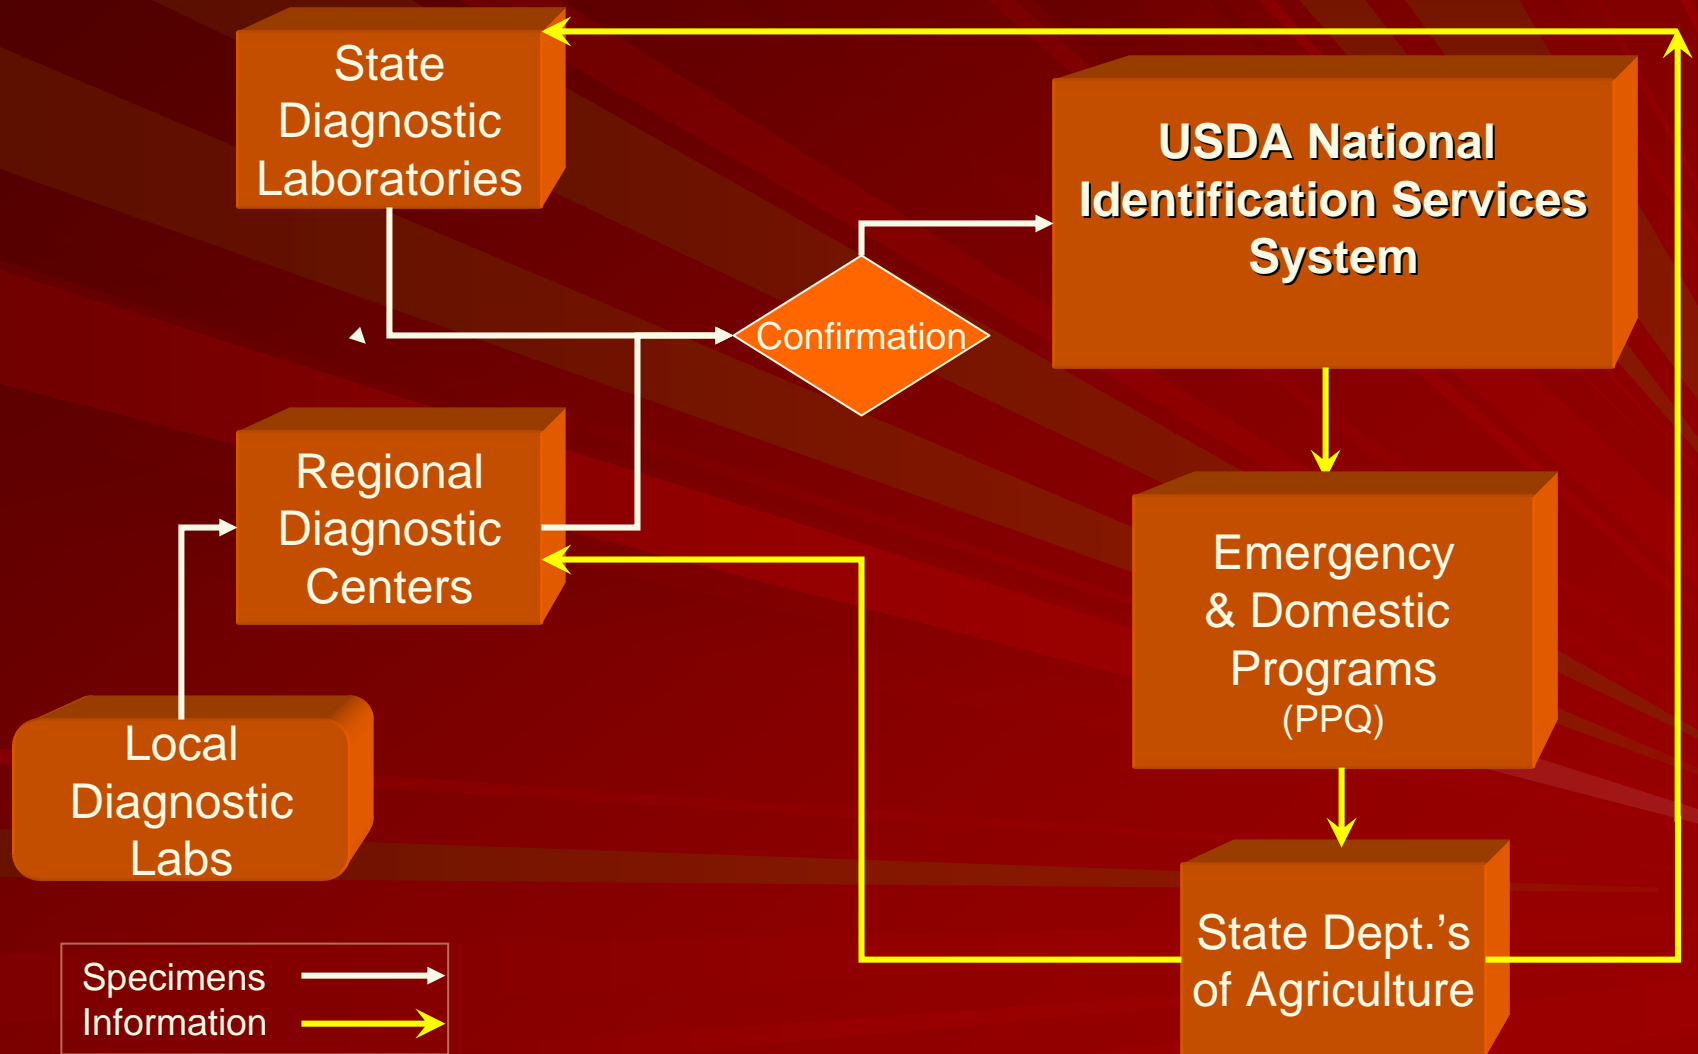 State
Diagnostic
Laboratories
USDA National
Identification Services
System
Confirmation
Regional
Diagnostic
Centers
Emergency
& Domestic
Programs
(PPQ)
Local
Diagnostic
Labs
State Dept.’s
of Agriculture
Specimens
Information